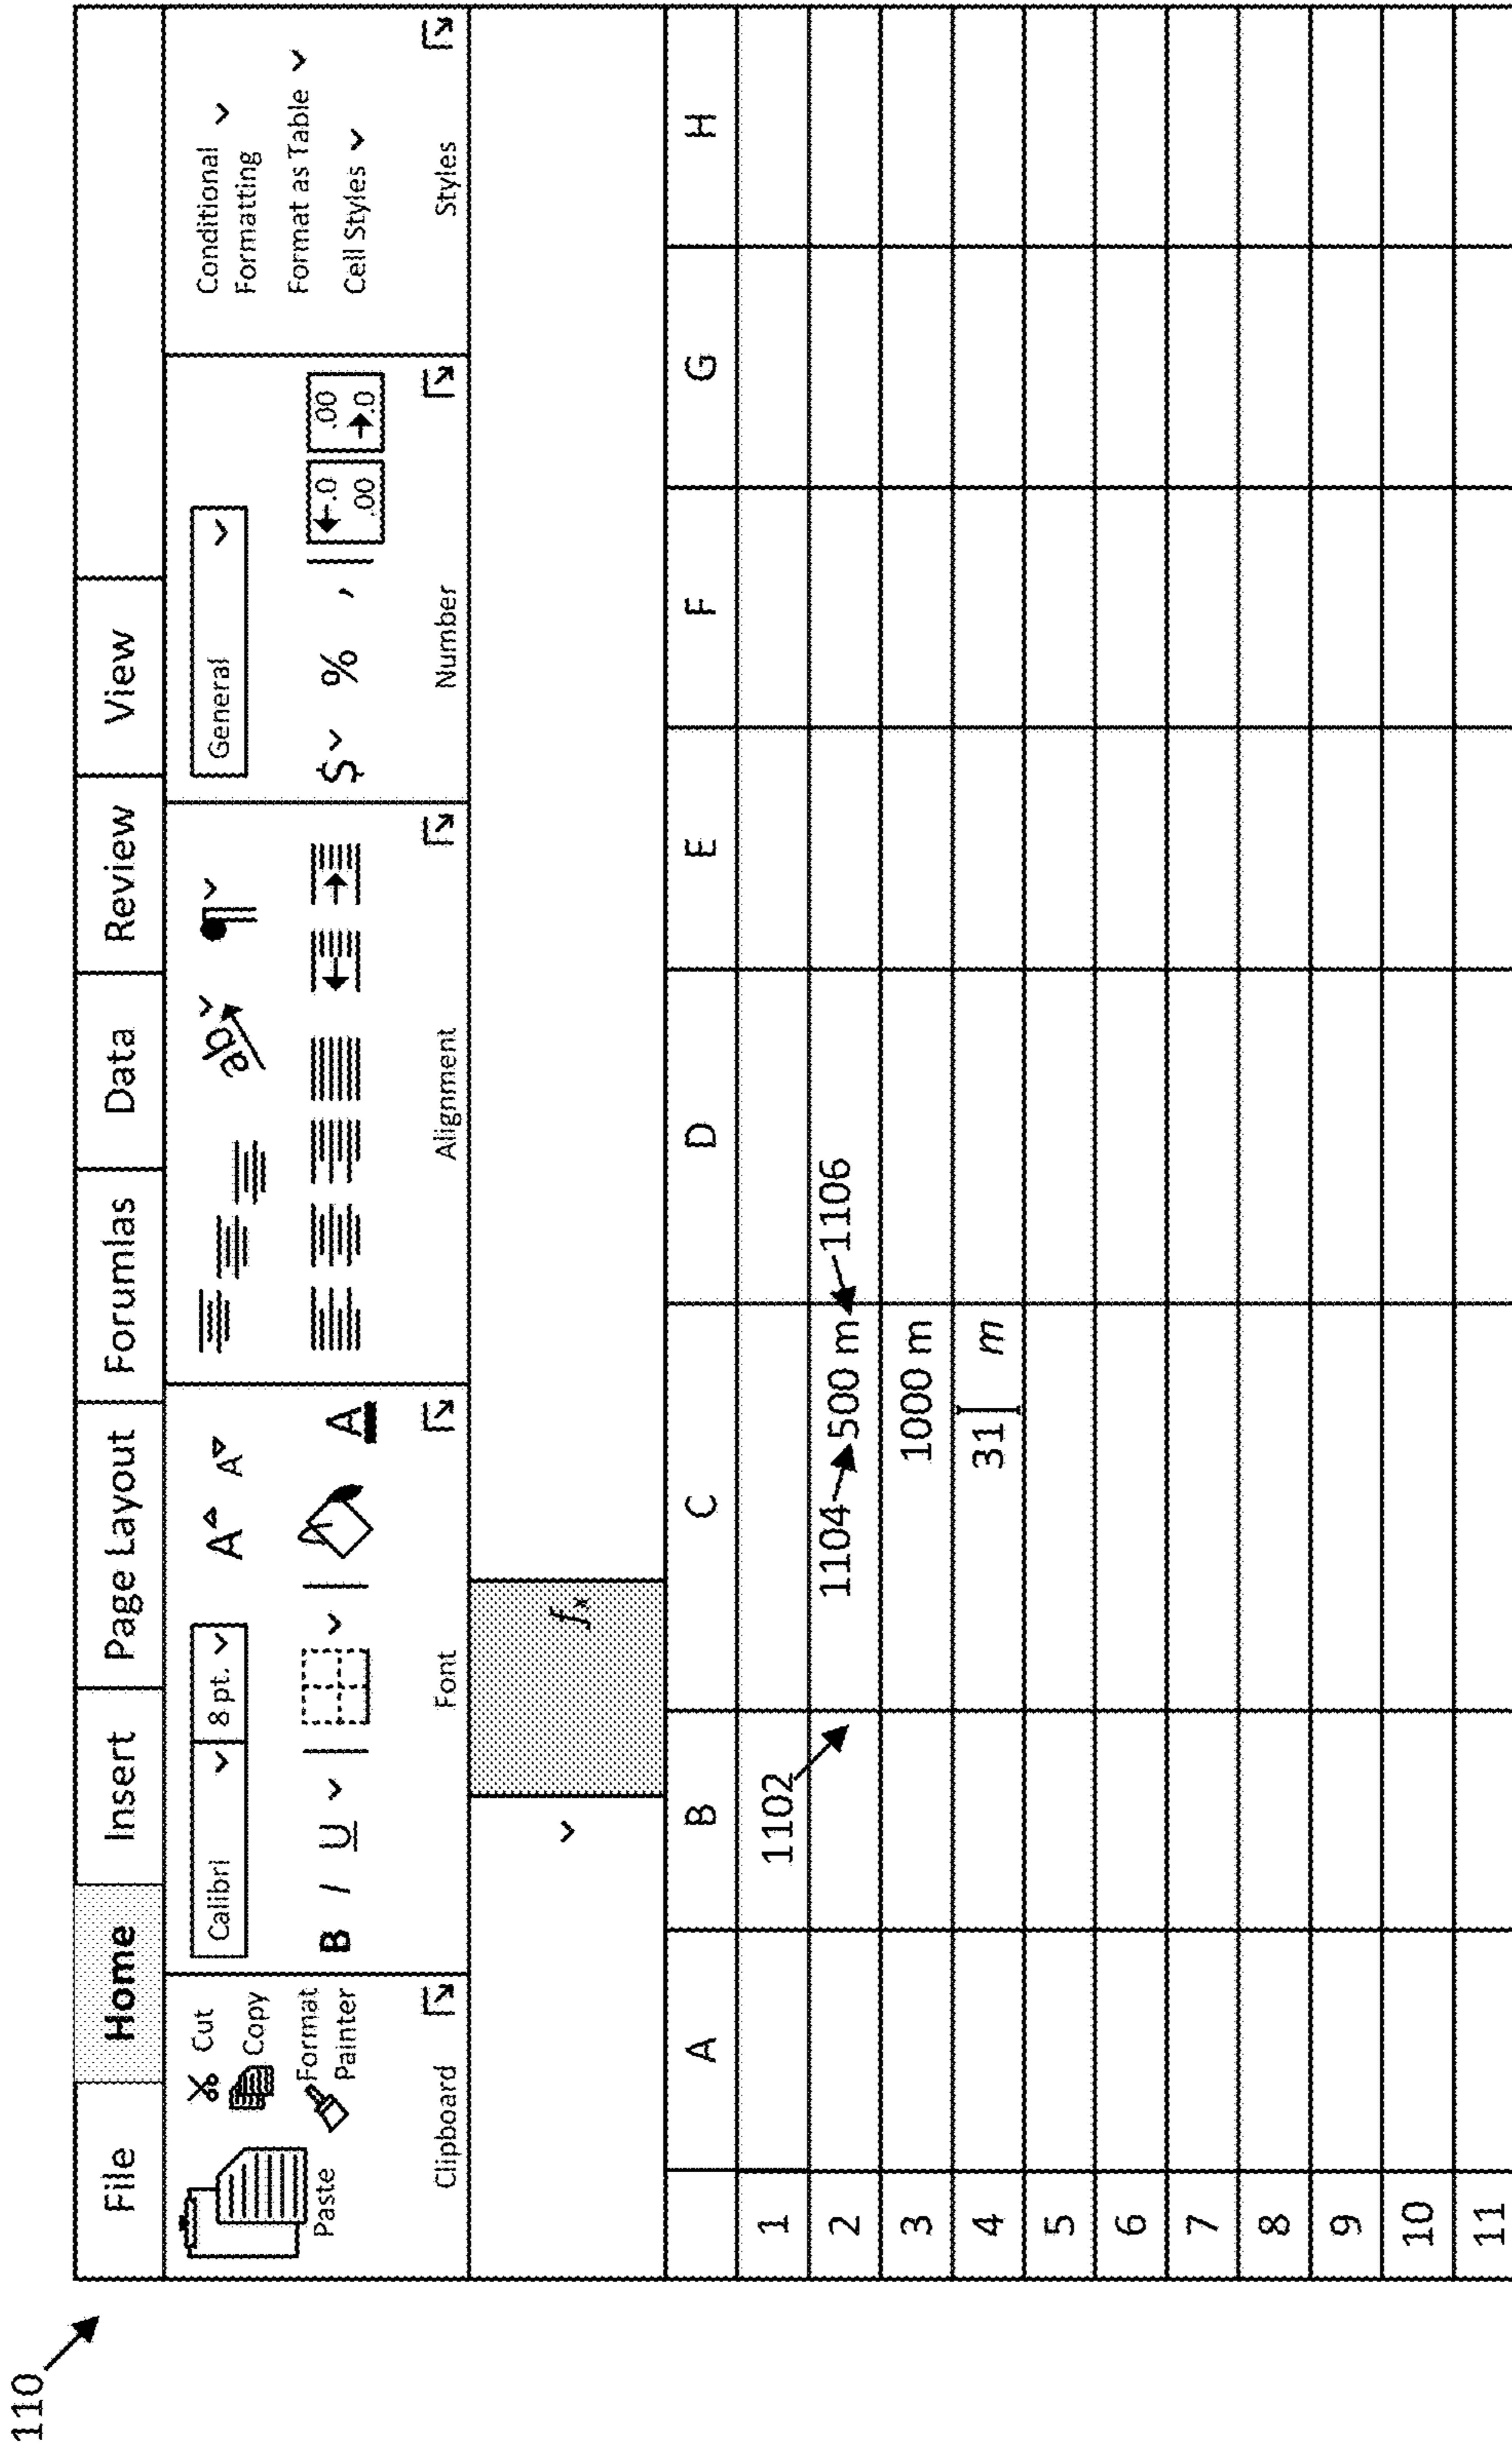 110
File Home Insert Page Layout Forumlas Data Review View
Paste
Cut
Copy
Format
Painter
Clipboard
Calibri 8 pt. A A
B I U A
Font
ab
Alignment
General
$ % , .0 .00 .00 .0
Number
Conditional
Formatting
Format as Table
Cell Styles
Styles
fx
A B C D E F G H
1 1102
2 1104 500 m 1106
3 1000 m
4 31 m
5
6
7
8
9
10
11